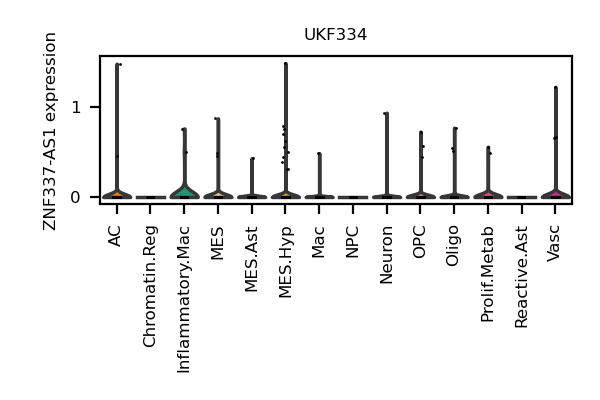 UKF334
ZNF337-AS1 expression
1
0
AC
Chromatin.Reg
Inflammatory.Mac
MES
MES.Ast
MES.Hyp
Mac
NPC
Neuron
OPC
Oligo
Prolif.Metab
Reactive.Ast
Vasc